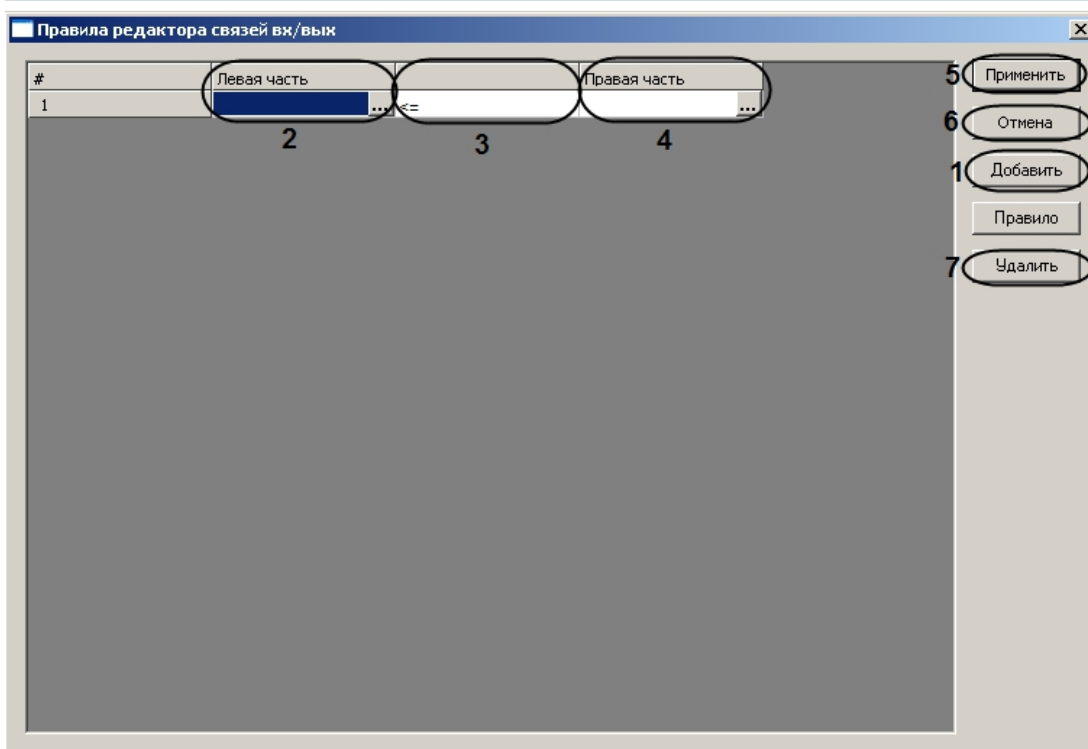 Правила редактора связей вх/вых
# Левая часть Правая часть
1 ... <= ...
2 3 4
5 Применить
6 Отмена
1 Добавить
Правило
7 Удалить